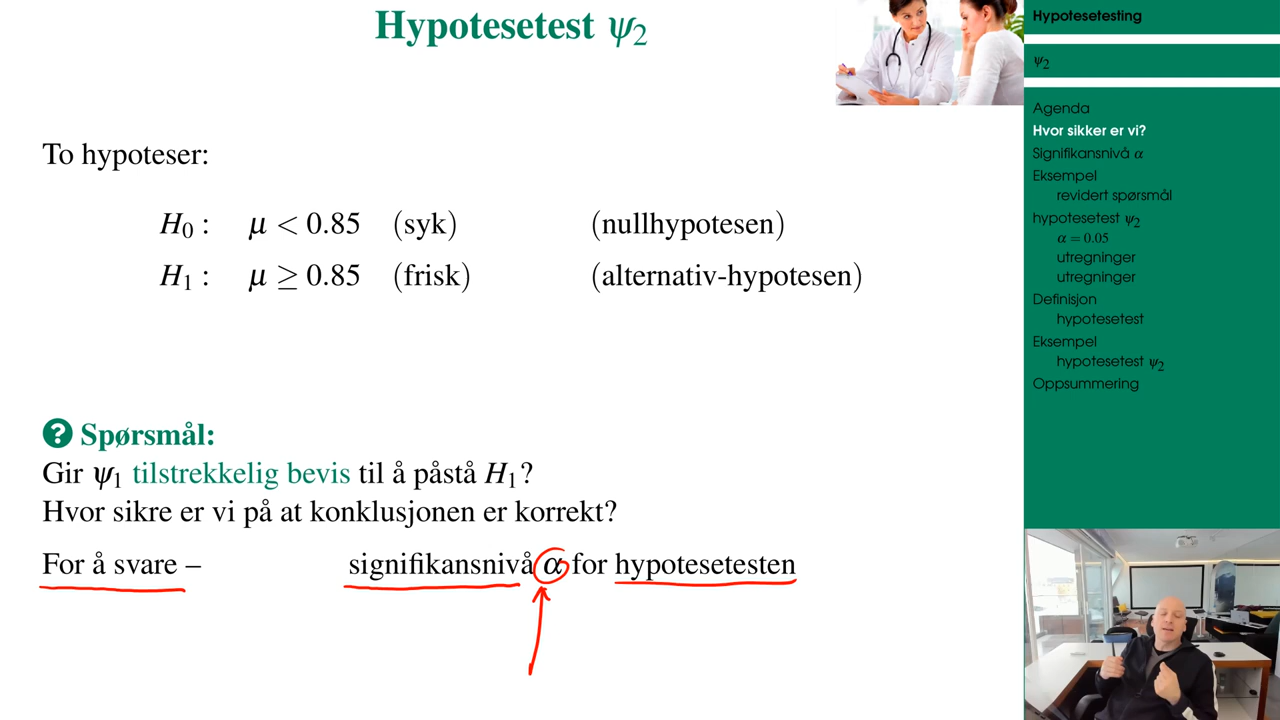 Hypotesetest ψ₂
To hypoteser:
H₀ : μ < 0.85 (syk) (nullhypotesen)
H₁ : μ ≥ 0.85 (frisk) (alternativ-hypotesen)
? Spørsmål:
Gir ψ₁ tilstrekkelig bevis til å påstå H₁?
Hvor sikre er vi på at konklusjonen er korrekt?
For å svare – signifikansnivå α for hypotesetesten
Hypotesetesting
ψ₂
Agenda
Hvor sikker er vi?
Signifikansnivå α
Eksempel
revidert spørsmål
hypotesetest ψ₂
α = 0.05
utregninger
utregninger
Definisjon
hypotesetest
Eksempel
hypotesetest ψ₂
Oppsummering